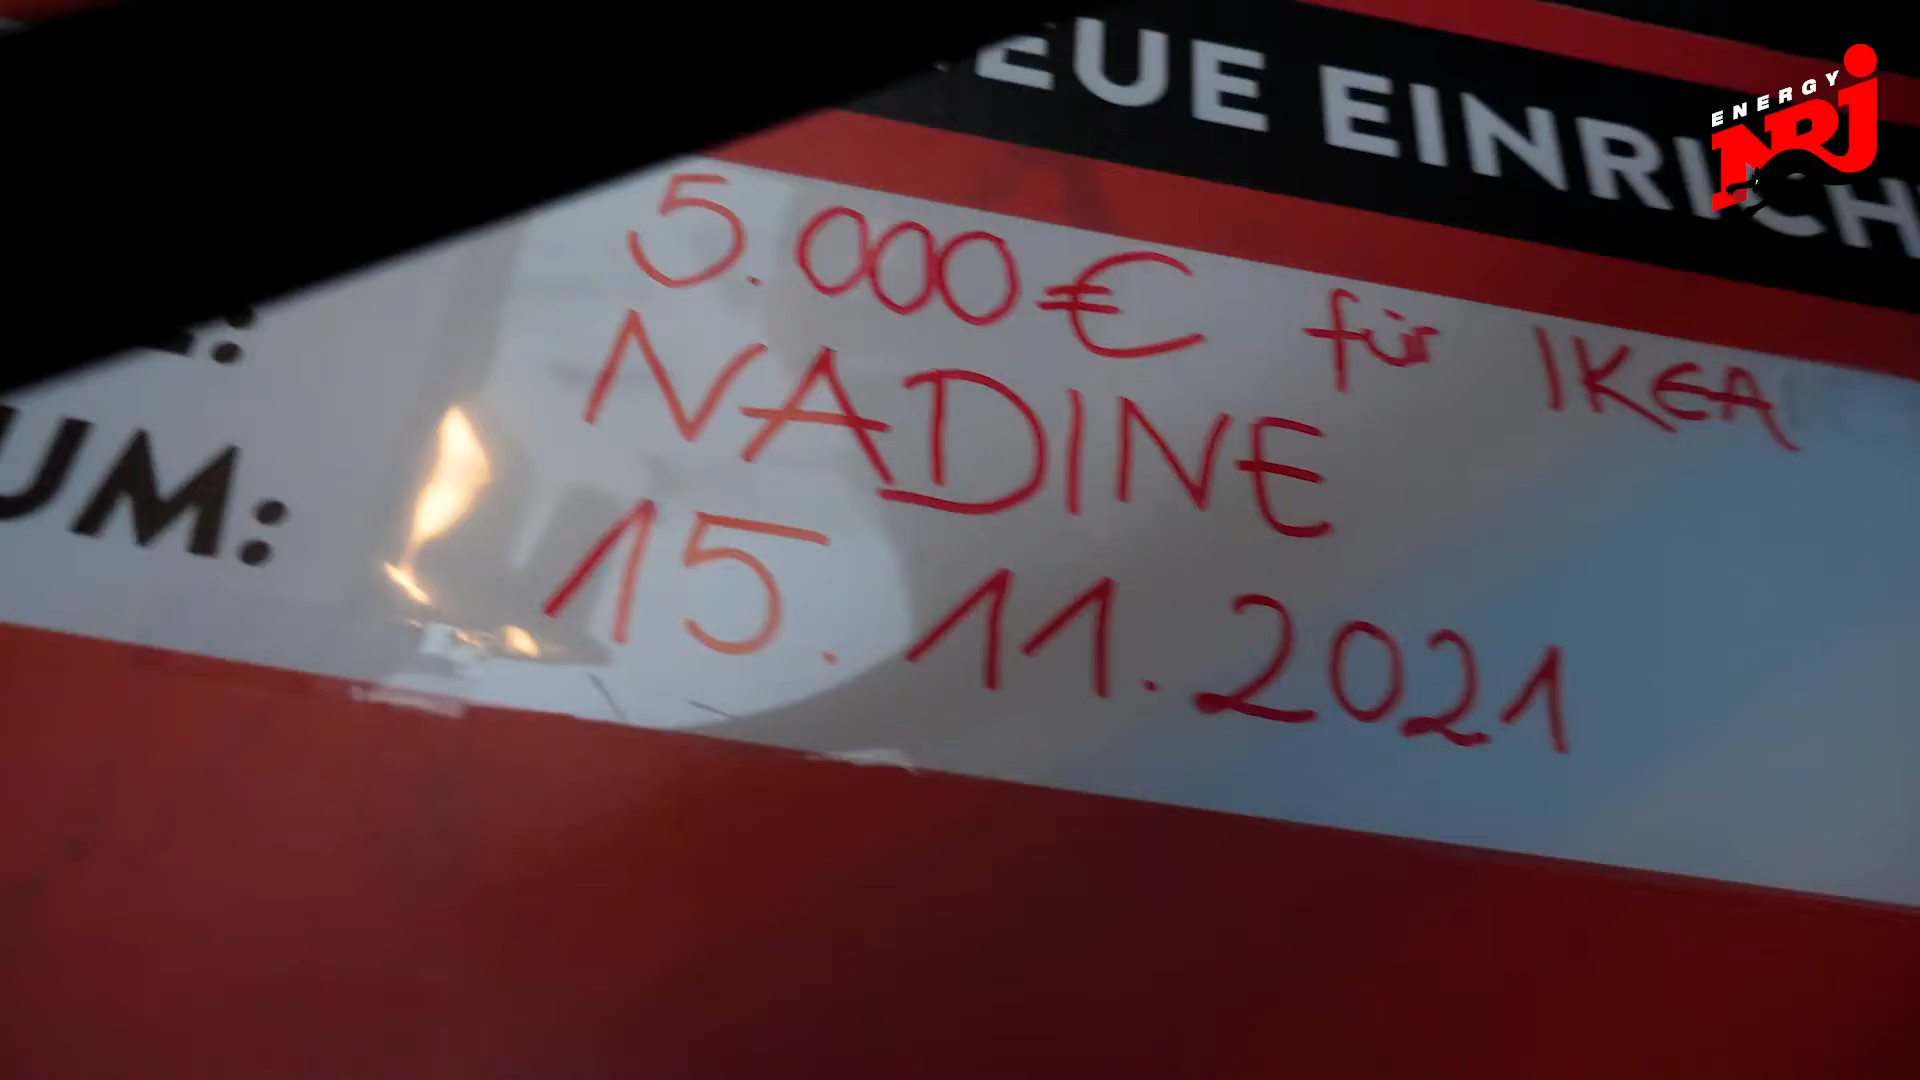 EUE EINRICH
ENERGY
NRJ
5.000€ für IKEA
NADINE
UM: 15.11.2021